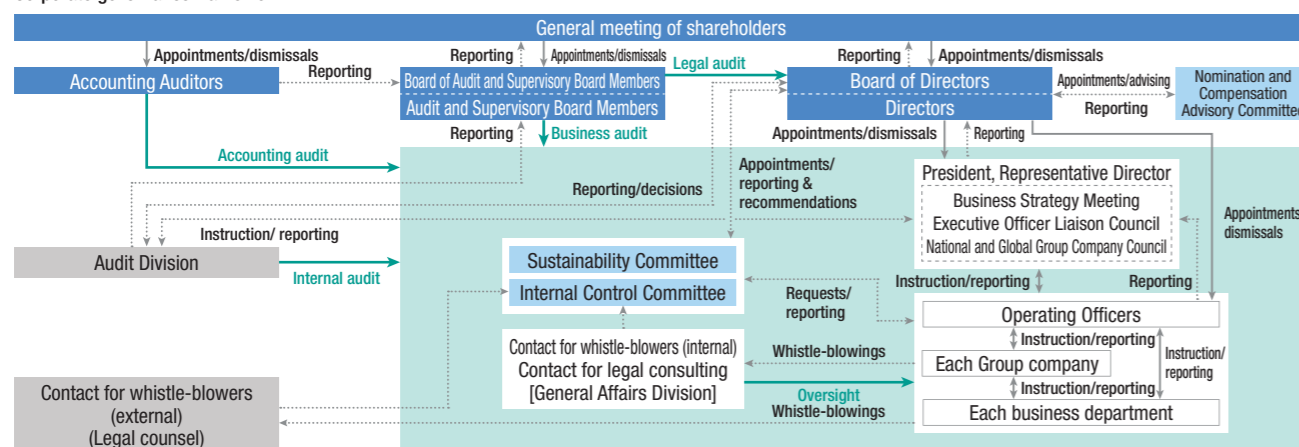 General meeting of shareholders
Appointments/dismissals
Reporting
Appointments/dismissals
Reporting
Appointments/dismissals
Accounting Auditors
Reporting
Board of Audit and Supervisory Board Members
Audit and Supervisory Board Members
Legal audit
Board of Directors
Directors
Appointments/advising
Reporting
Nomination and
Compensation
Advisory Committee
Reporting
Business audit
Appointments/dismissals
Reporting
Accounting audit
Reporting/decisions
Appointments/
reporting &
recommendations
President, Representative Director
Business Strategy Meeting
Executive Officer Liaison Council
National and Global Group Company Council
Appointments
dismissals
Instruction/ reporting
Audit Division
Internal audit
Sustainability Committee
Internal Control Committee
Requests/
reporting
Instruction/reporting
Reporting
Operating Officers
Instruction/reporting
Each Group company
Instruction/reporting
Each business department
Instruction/
reporting
Contact for whistle-blowers (internal)
Contact for legal consulting
[General Affairs Division]
Whistle-blowings
Oversight
Whistle-blowings
Contact for whistle-blowers
(external)
(Legal counsel)